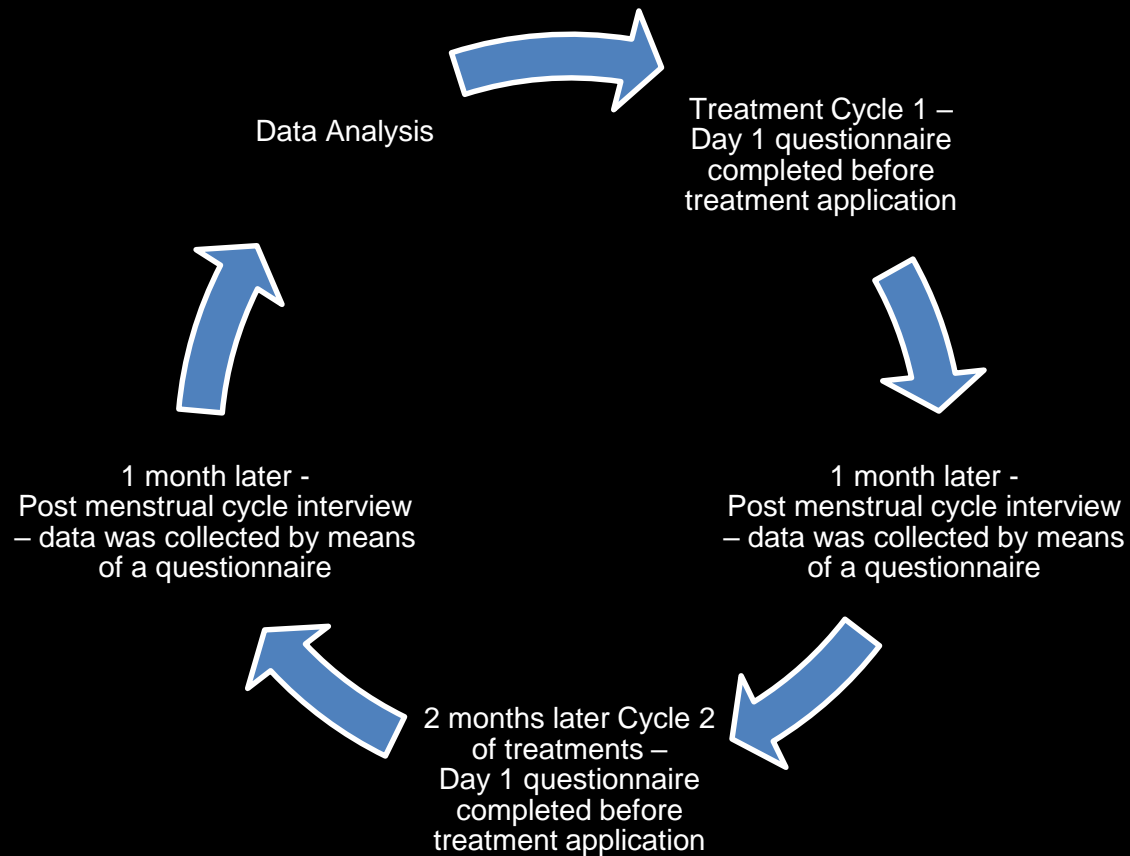 Data Analysis
Treatment Cycle 1 –
Day 1 questionnaire
completed before
treatment application
1 month later -
Post menstrual cycle interview
– data was collected by means
of a questionnaire
2 months later Cycle 2
of treatments –
Day 1 questionnaire
completed before
treatment application
1 month later -
Post menstrual cycle interview
– data was collected by means
of a questionnaire